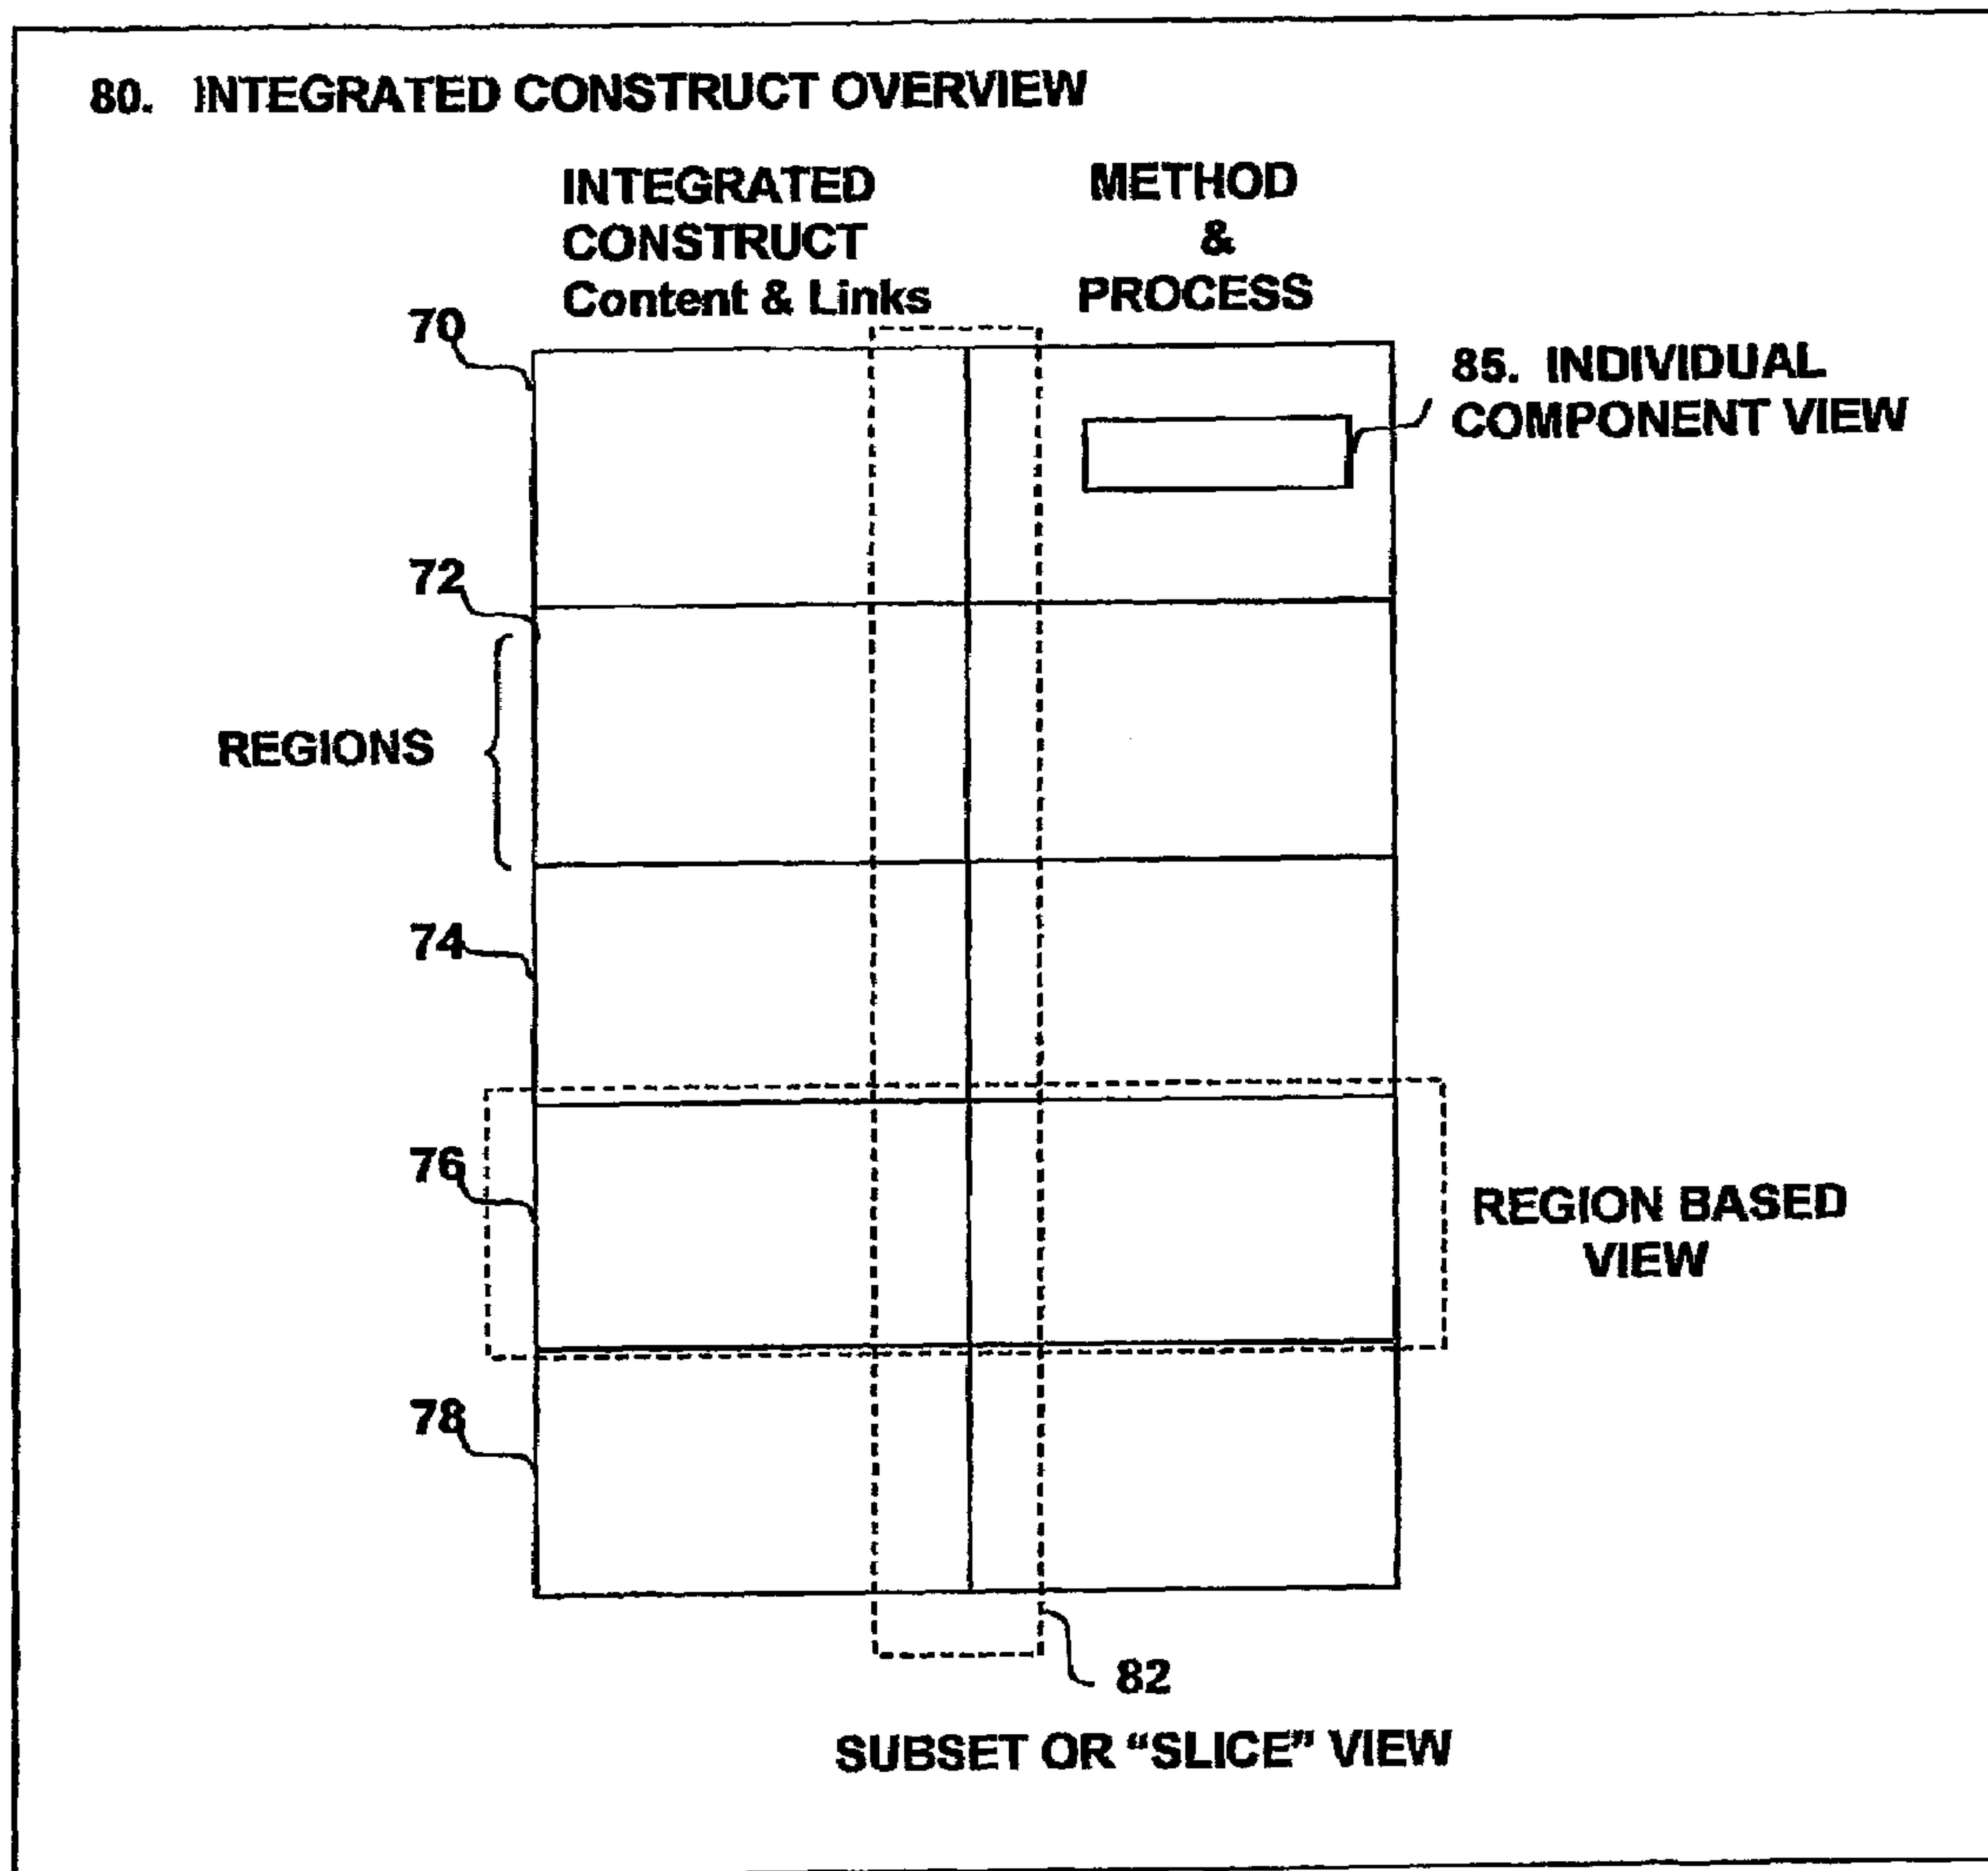 80. INTEGRATED CONSTRUCT OVERVIEW
INTEGRATED
CONSTRUCT
Content & Links
METHOD
&
PROCESS
70
85. INDIVIDUAL
COMPONENT VIEW
72
REGIONS
74
76
REGION BASED
VIEW
78
82
SUBSET OR “SLICE” VIEW